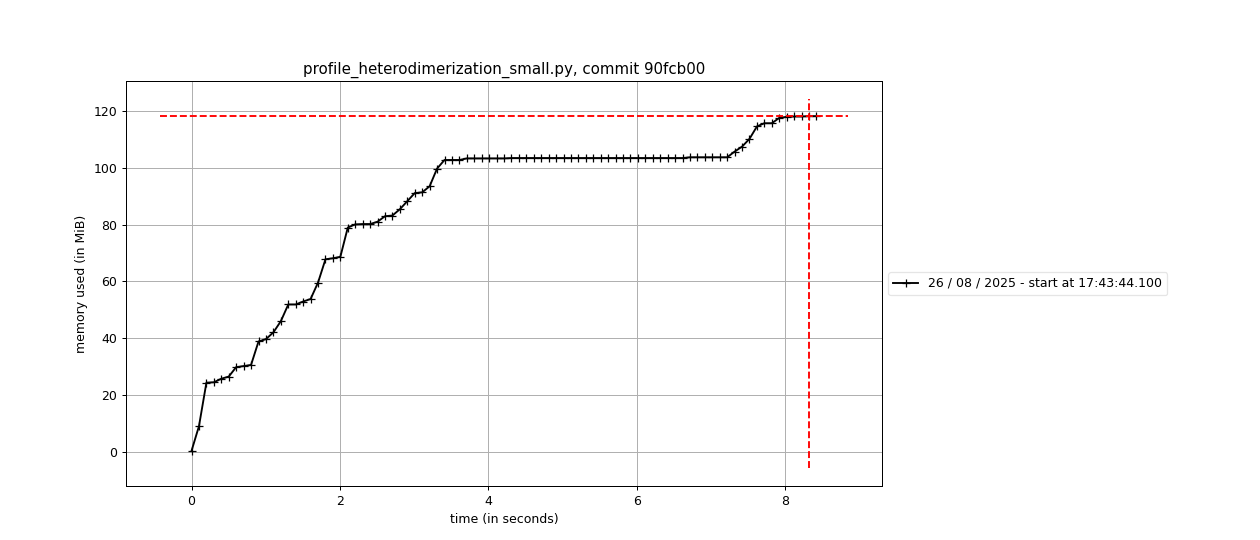 profile_heterodimerization_small.py, commit 90fcb00
120
100
80
60
40
20
0
memory used (in MiB)
0 2 4 6 8
time (in seconds)
26 / 08 / 2025 - start at 17:43:44.100